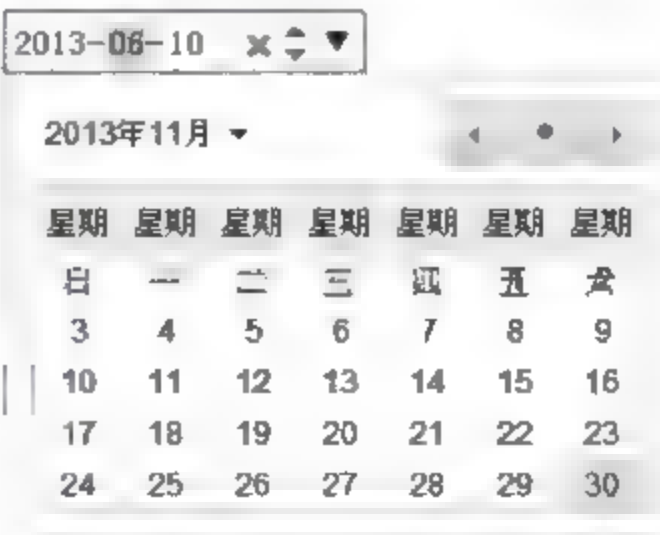 2013-06-10
2013年11月
星期 星期 星期 星期 星期 星期 星期
日 一 二 三 四 五 六
3 4 5 6 7 8 9
10 11 12 13 14 15 16
17 18 19 20 21 22 23
24 25 26 27 28 29 30